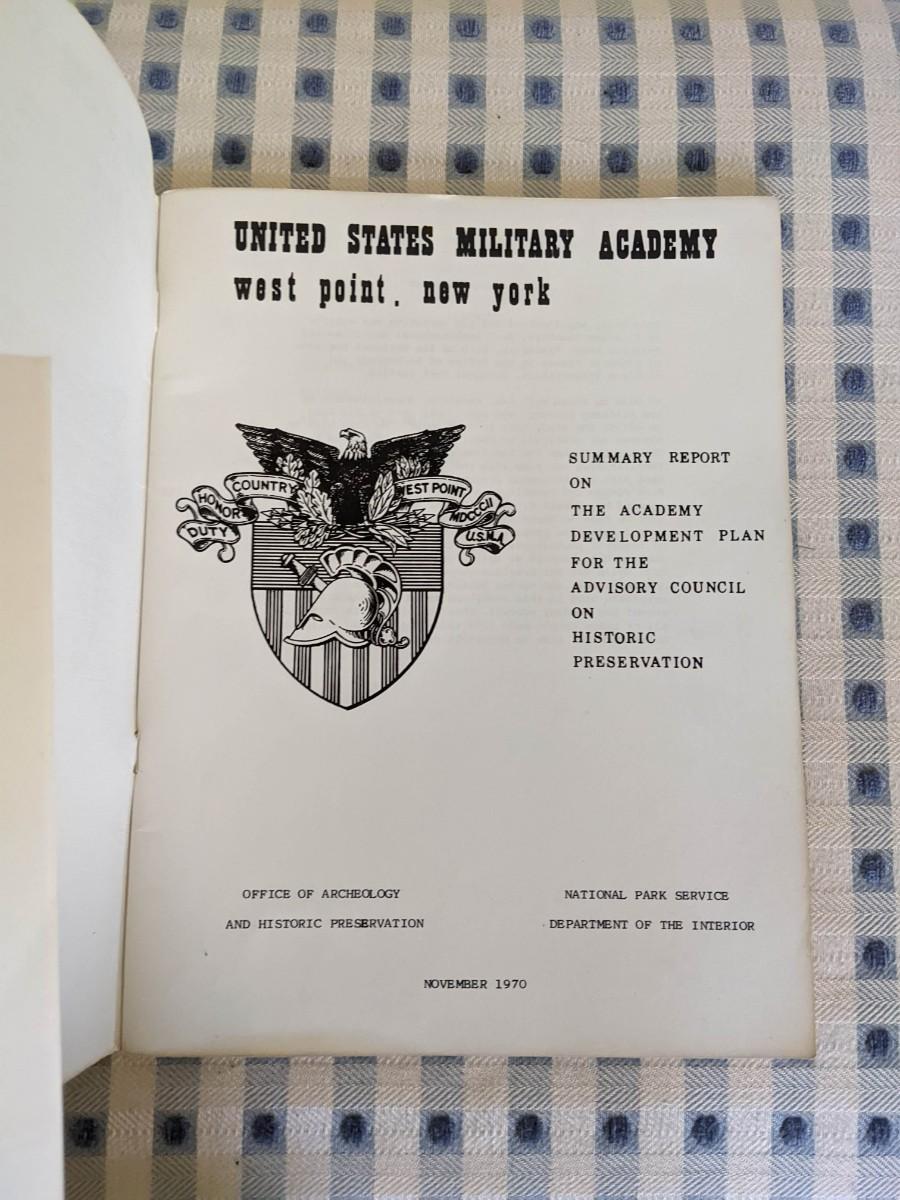 UNITED STATES MILITARY ACADEMY
west point, new york
DUTY
HONOR
COUNTRY
WEST POINT
MDCCCII
U.S.M.A.
SUMMARY REPORT
ON
THE ACADEMY
DEVELOPMENT PLAN
FOR THE
ADVISORY COUNCIL
ON
HISTORIC
PRESERVATION
OFFICE OF ARCHEOLOGY
AND HISTORIC PRESERVATION
NATIONAL PARK SERVICE
DEPARTMENT OF THE INTERIOR
NOVEMBER 1970